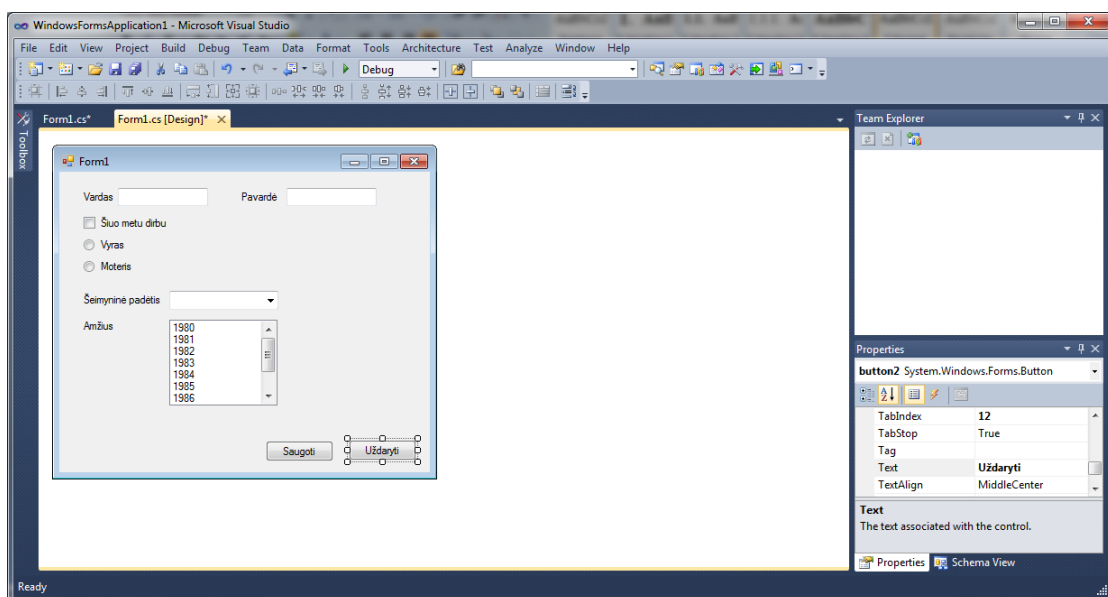 WindowsFormsApplication1 - Microsoft Visual Studio
File Edit View Project Build Debug Team Data Format Tools Architecture Test Analyze Window Help
Debug
Toolbox
Form1.cs* Form1.cs [Design]*
Form1
Vardas Pavardė
Šiuo metu dirbu
Vyras
Moteris
Šeimyninė padėtis
Amžius
1980
1981
1982
1983
1984
1985
1986
Saugoti Uždaryti
Team Explorer
Properties
button2 System.Windows.Forms.Button
TabIndex 12
TabStop True
Tag
Text Uždaryti
TextAlign MiddleCenter
Text
The text associated with the control.
Properties Schema View
Ready